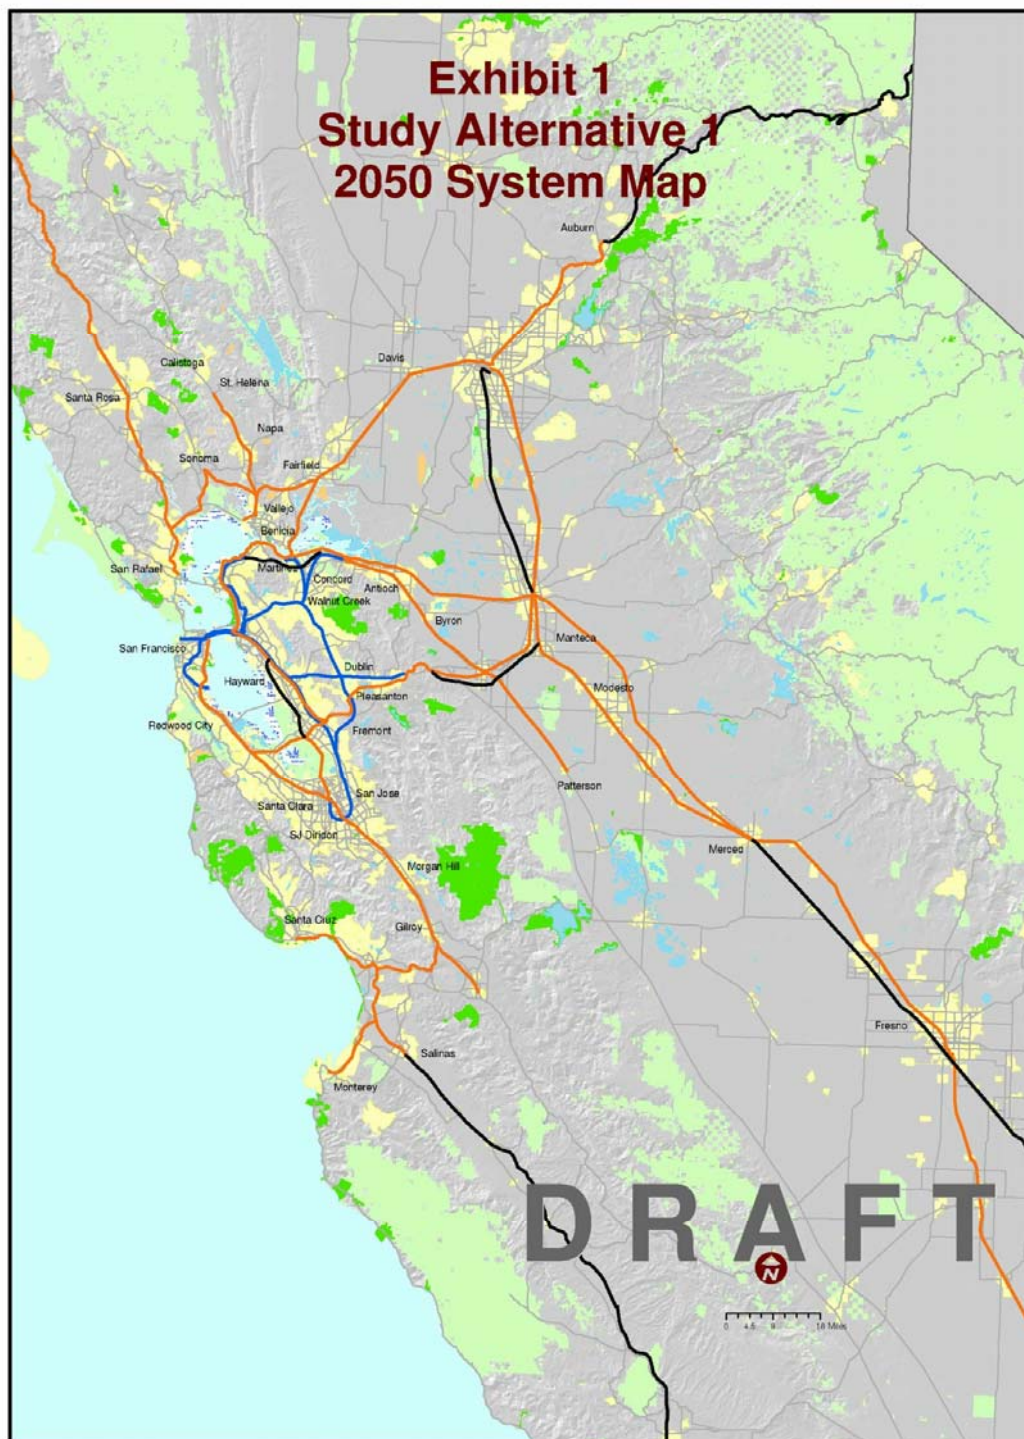 Exhibit 1
Study Alternative 1
2050 System Map
Auburn
Davis
Calistoga
St. Helena
Santa Rosa
Napa
Sonoma
Fairfield
Vallejo
Benicia
San Rafael
Martinez
Concord
Antioch
Walnut Creek
Byron
San Francisco
Manteca
Dublin
Hayward
Pleasanton
Modesto
Redwood City
Fremont
Patterson
San Jose
Santa Clara
SJ Diridon
Merced
Morgan Hill
Santa Cruz
Gilroy
Fresno
Salinas
Monterey
DRAFT
N
0 4.5 9 18 Miles